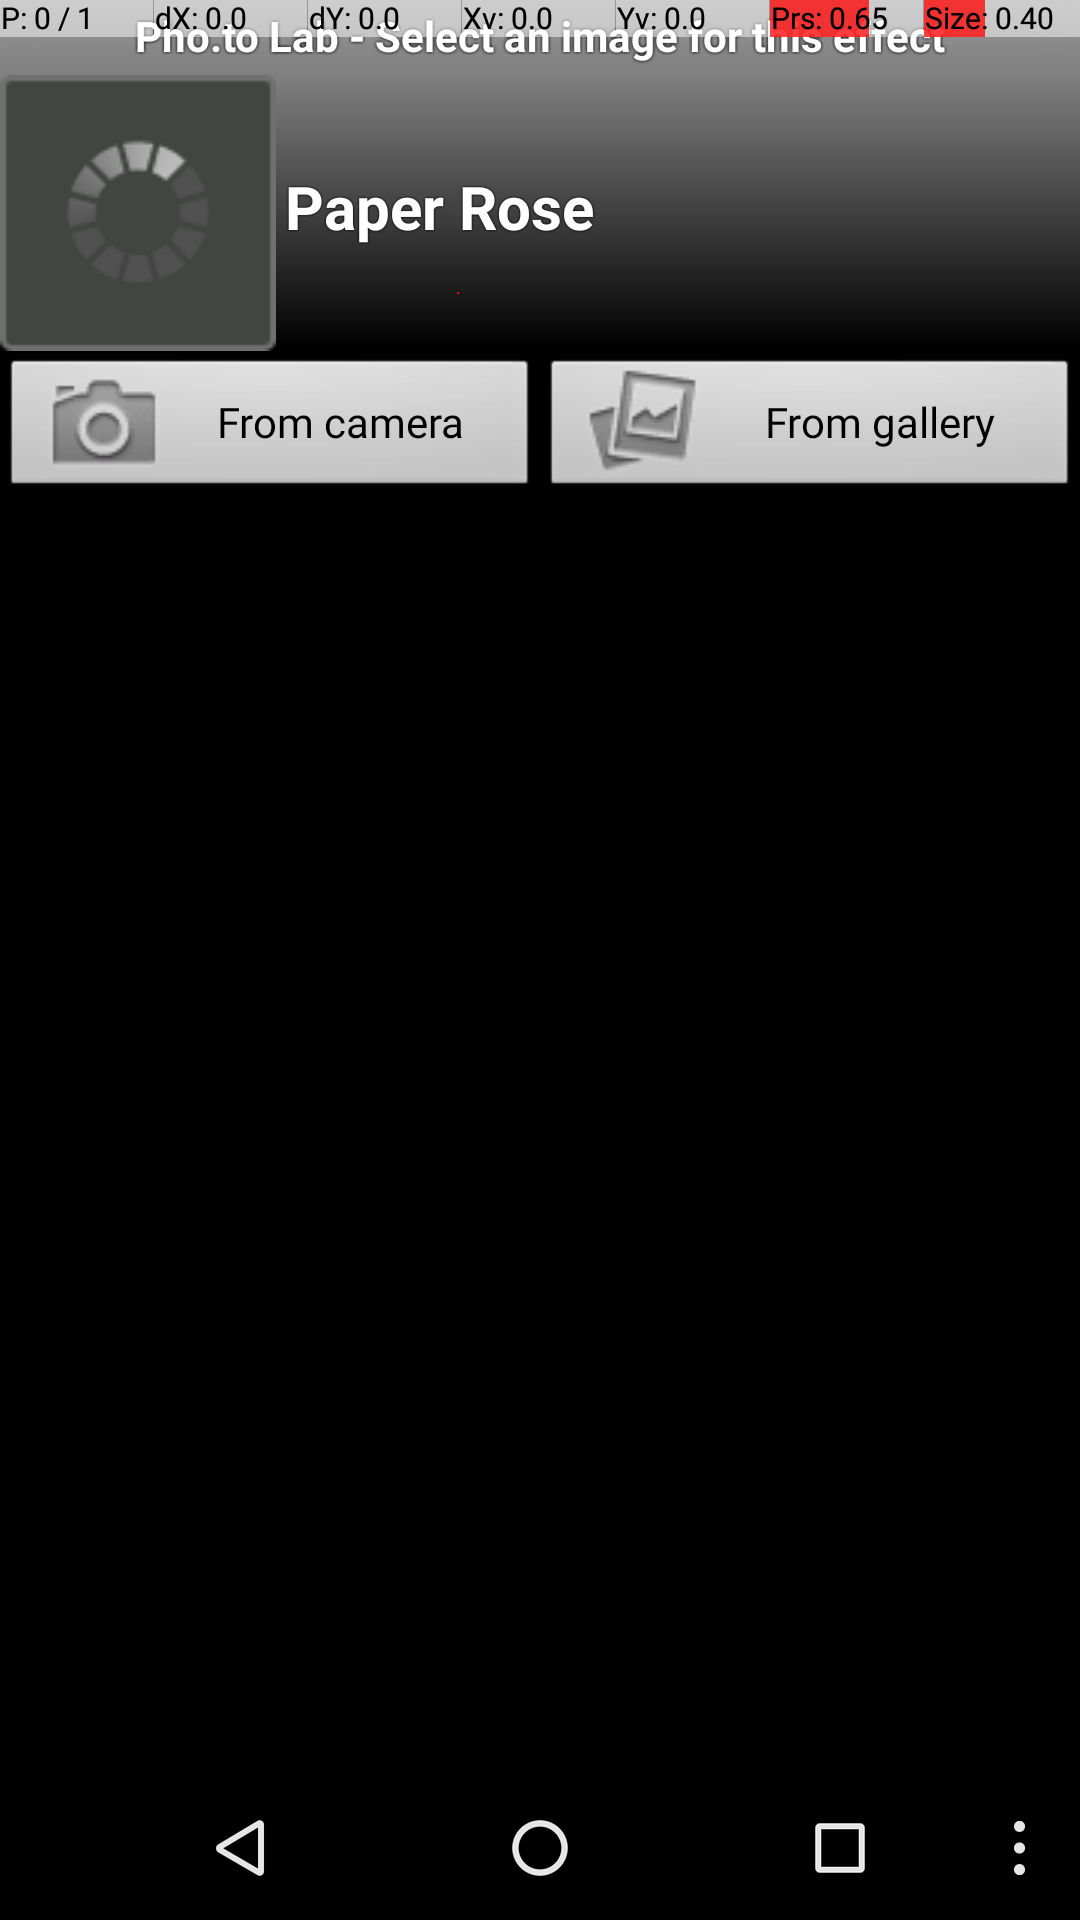 P: 0 / 1 dX: 0.0 dY: 0.0 Xv: 0.0 Yv: 0.0 Prs: 0.65 Size: 0.40
Pho.to Lab - Select an image for this effect
Paper Rose
From camera
From gallery